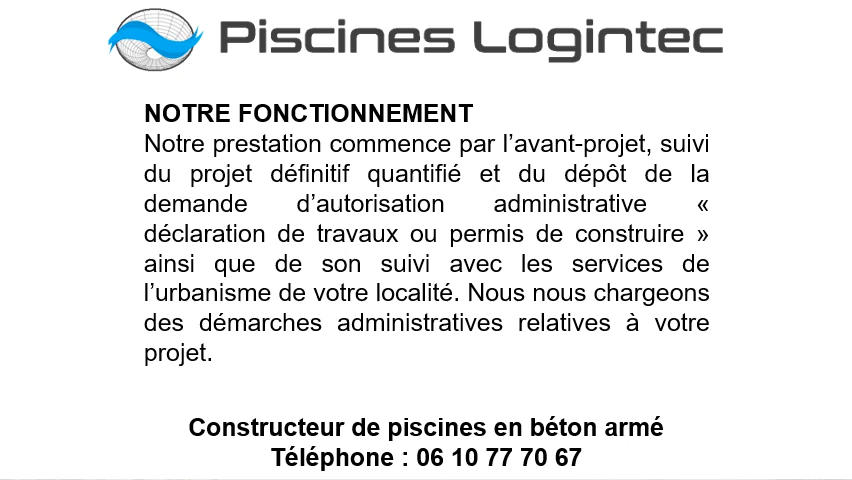 Piscines Logintec
NOTRE FONCTIONNEMENT
Notre prestation commence par l’avant-projet, suivi
du projet définitif quantifié et du dépôt de la
demande d’autorisation administrative «
déclaration de travaux ou permis de construire »
ainsi que de son suivi avec les services de
l’urbanisme de votre localité. Nous nous chargeons
des démarches administratives relatives à votre
projet.
Constructeur de piscines en béton armé
Téléphone : 06 10 77 70 67